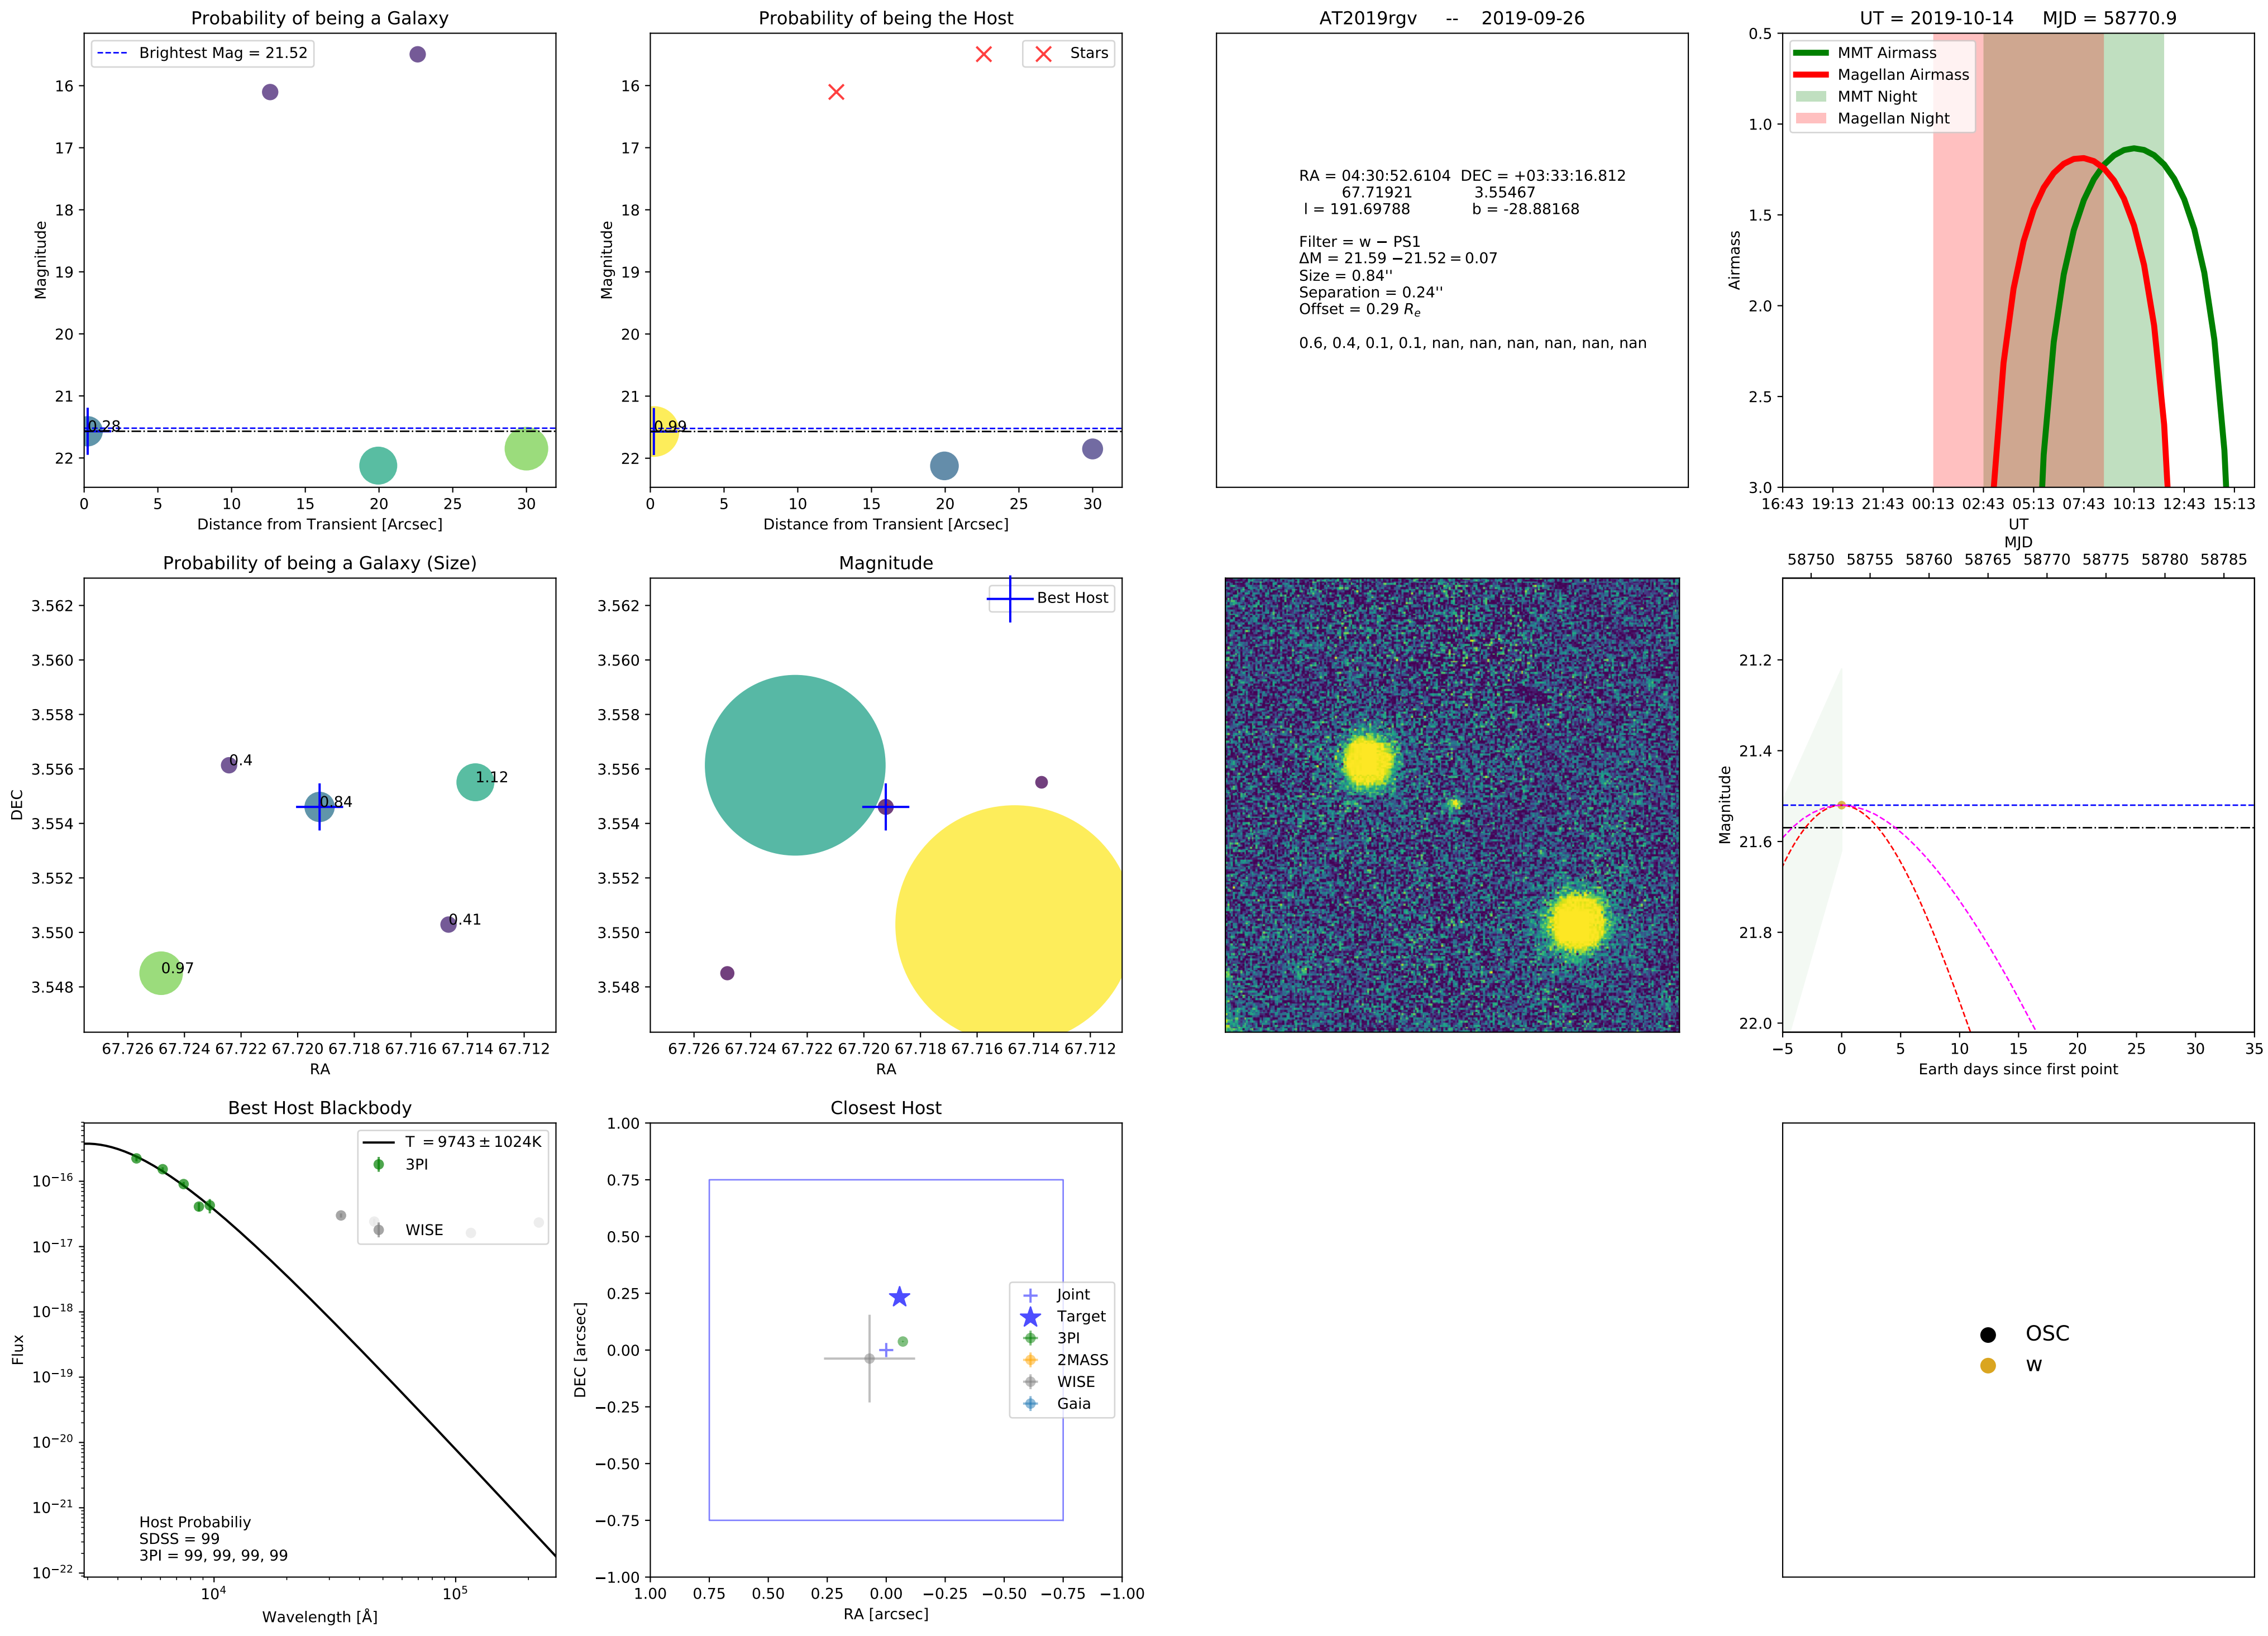 Probability of being a Galaxy
Brightest Mag = 21.52
16
17
18
19
20
21
22
Magnitude
0.28
0 5 10 15 20 25 30
Distance from Transient [Arcsec]
Probability of being the Host
Stars
16
17
18
19
20
21
22
Magnitude
0.99
0 5 10 15 20 25 30
Distance from Transient [Arcsec]
AT2019rgv -- 2019-09-26
RA = 04:30:52.6104 DEC = +03:33:16.812
67.71921 3.55467
l = 191.69788 b = -28.88168
Filter = w − PS1
ΔM = 21.59 −21.52 = 0.07
Size = 0.84''
Separation = 0.24''
Offset = 0.29 Re
0.6, 0.4, 0.1, 0.1, nan, nan, nan, nan, nan, nan
UT = 2019-10-14 MJD = 58770.9
MMT Airmass
Magellan Airmass
MMT Night
Magellan Night
0.5
1.0
1.5
2.0
2.5
3.0
Airmass
16:43 19:13 21:43 00:13 02:43 05:13 07:43 10:13 12:43 15:13
UT
Probability of being a Galaxy (Size)
3.562
3.560
3.558
3.556
3.554
3.552
3.550
3.548
DEC
0.4
1.12
0.84
0.41
0.97
67.726 67.724 67.722 67.720 67.718 67.716 67.714 67.712
RA
Magnitude
Best Host
3.562
3.560
3.558
3.556
3.554
3.552
3.550
3.548
67.726 67.724 67.722 67.720 67.718 67.716 67.714 67.712
RA
MJD
58750 58755 58760 58765 58770 58775 58780 58785
21.2
21.4
21.6
21.8
22.0
Magnitude
−5 0 5 10 15 20 25 30 35
Earth days since first point
Best Host Blackbody
T = 9743 ± 1024K
3PI
WISE
10−16
10−17
10−18
10−19
10−20
10−21
10−22
Flux
Host Probabiliy
SDSS = 99
3PI = 99, 99, 99, 99
104 105
Wavelength [Å]
Closest Host
1.00
0.75
0.50
0.25
0.00
−0.25
−0.50
−0.75
−1.00
DEC [arcsec]
Joint
Target
3PI
2MASS
WISE
Gaia
1.00 0.75 0.50 0.25 0.00 −0.25 −0.50 −0.75 −1.00
RA [arcsec]
OSC
w